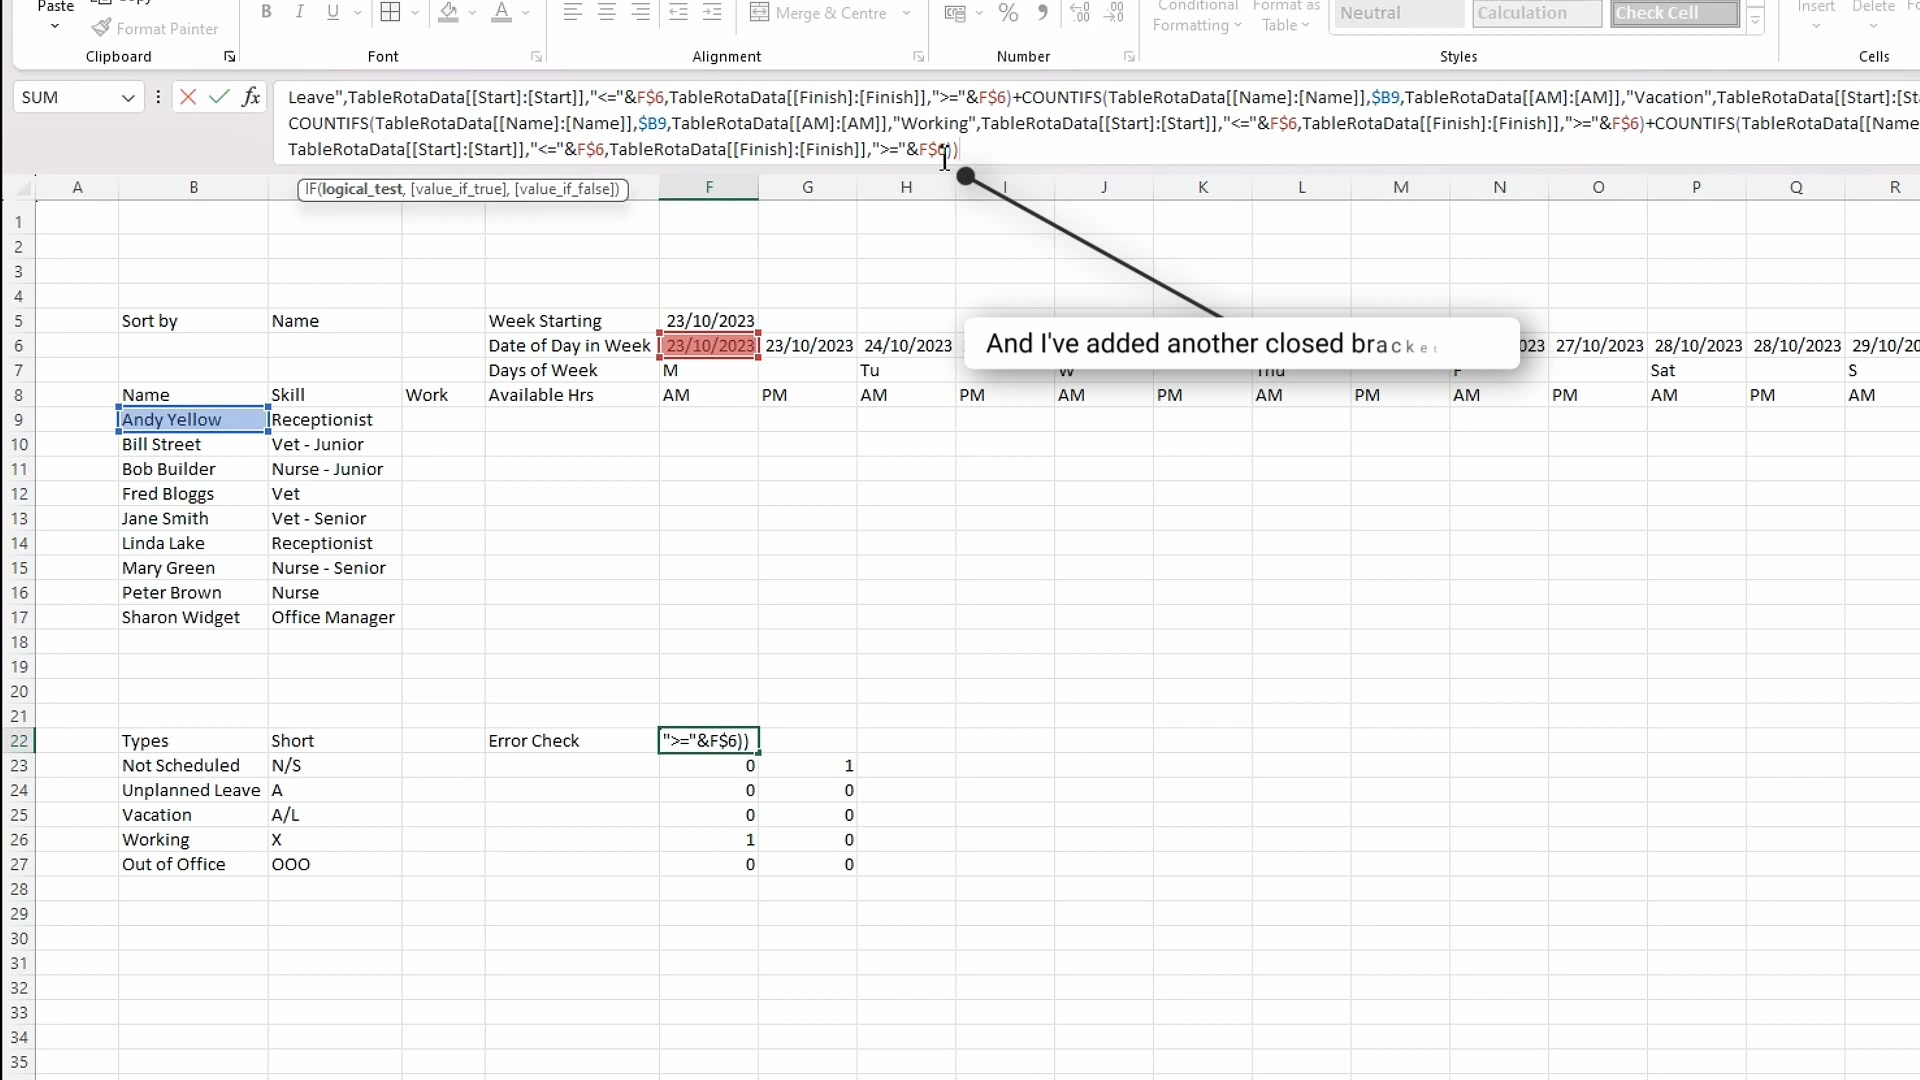 Paste
Format Painter
B I U A
Merge & Centre
% 9
Conditional
Formatting
Format as
Table
Neutral Calculation Check Cell
Insert Delete
Clipboard Font Alignment Number Styles Cells
SUM fx
Leave",TableRotaData[[Start]:[Start]],"<="&F$6,TableRotaData[[Finish]:[Finish]],">="&F$6)+COUNTIFS(TableRotaData[[Name]:[Name]],$B9,TableRotaData[[AM]:[AM]],"Vacation",TableRotaData[[Start]:[Sta
COUNTIFS(TableRotaData[[Name]:[Name]],$B9,TableRotaData[[AM]:[AM]],"Working",TableRotaData[[Start]:[Start]],"<="&F$6,TableRotaData[[Finish]:[Finish]],">="&F$6)+COUNTIFS(TableRotaData[[Name
TableRotaData[[Start]:[Start]],"<="&F$6,TableRotaData[[Finish]:[Finish]],">="&F$6))
IF(logical_test, [value_if_true], [value_if_false])
A B F G H I J K L M N O P Q R
1
2
3
4
5 Sort by Name Week Starting 23/10/2023
6 Date of Day in Week 23/10/2023 23/10/2023 24/10/2023 023 27/10/2023 28/10/2023 28/10/2023 29/10/20
And I've added another closed bracket
7 Days of Week M Tu W Thu F Sat S
8 Name Skill Work Available Hrs AM PM AM PM AM PM AM PM AM PM AM PM AM
9 Andy Yellow Receptionist
10 Bill Street Vet - Junior
11 Bob Builder Nurse - Junior
12 Fred Bloggs Vet
13 Jane Smith Vet - Senior
14 Linda Lake Receptionist
15 Mary Green Nurse - Senior
16 Peter Brown Nurse
17 Sharon Widget Office Manager
18
19
20
21
22 Types Short Error Check ">="&F$6))
23 Not Scheduled N/S 0 1
24 Unplanned Leave A 0 0
25 Vacation A/L 0 0
26 Working X 1 0
27 Out of Office OOO 0 0
28
29
30
31
32
33
34
35